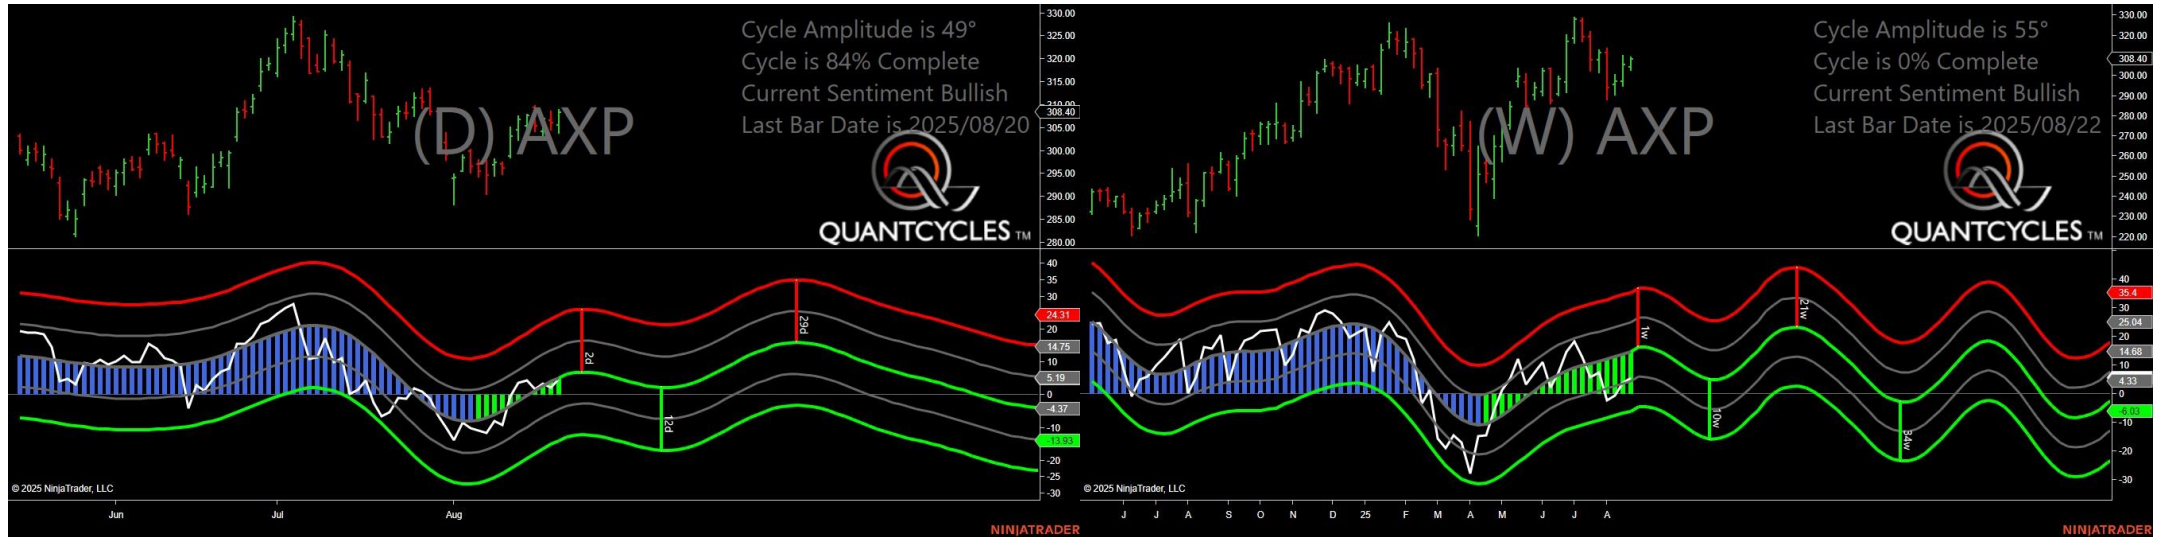 Cycle Amplitude is 49°
Cycle is 84% Complete
Current Sentiment Bullish
Last Bar Date is 2025/08/20
(D) AXP
QUANTCYCLES TM
330.00
325.00
320.00
315.00
310.00
308.40
305.00
300.00
295.00
290.00
285.00
280.00
40
35
30
24.31
20
14.75
10
5.19
0
-4.37
-10
-13.93
-20
-25
-30
2d
12d
29d
© 2025 NinjaTrader, LLC
Jun
Jul
Aug
NINJATRADER
Cycle Amplitude is 55°
Cycle is 0% Complete
Current Sentiment Bullish
Last Bar Date is 2025/08/22
(W) AXP
QUANTCYCLES TM
330.00
320.00
308.40
300.00
290.00
280.00
270.00
260.00
250.00
240.00
230.00
220.00
40
35.4
30
25.04
20
14.68
10
4.33
0
-6.03
-10
-20
-30
1w
10w
21w
34w
© 2025 NinjaTrader, LLC
J J A S O N D 25 F M A M J J A
NINJATRADER